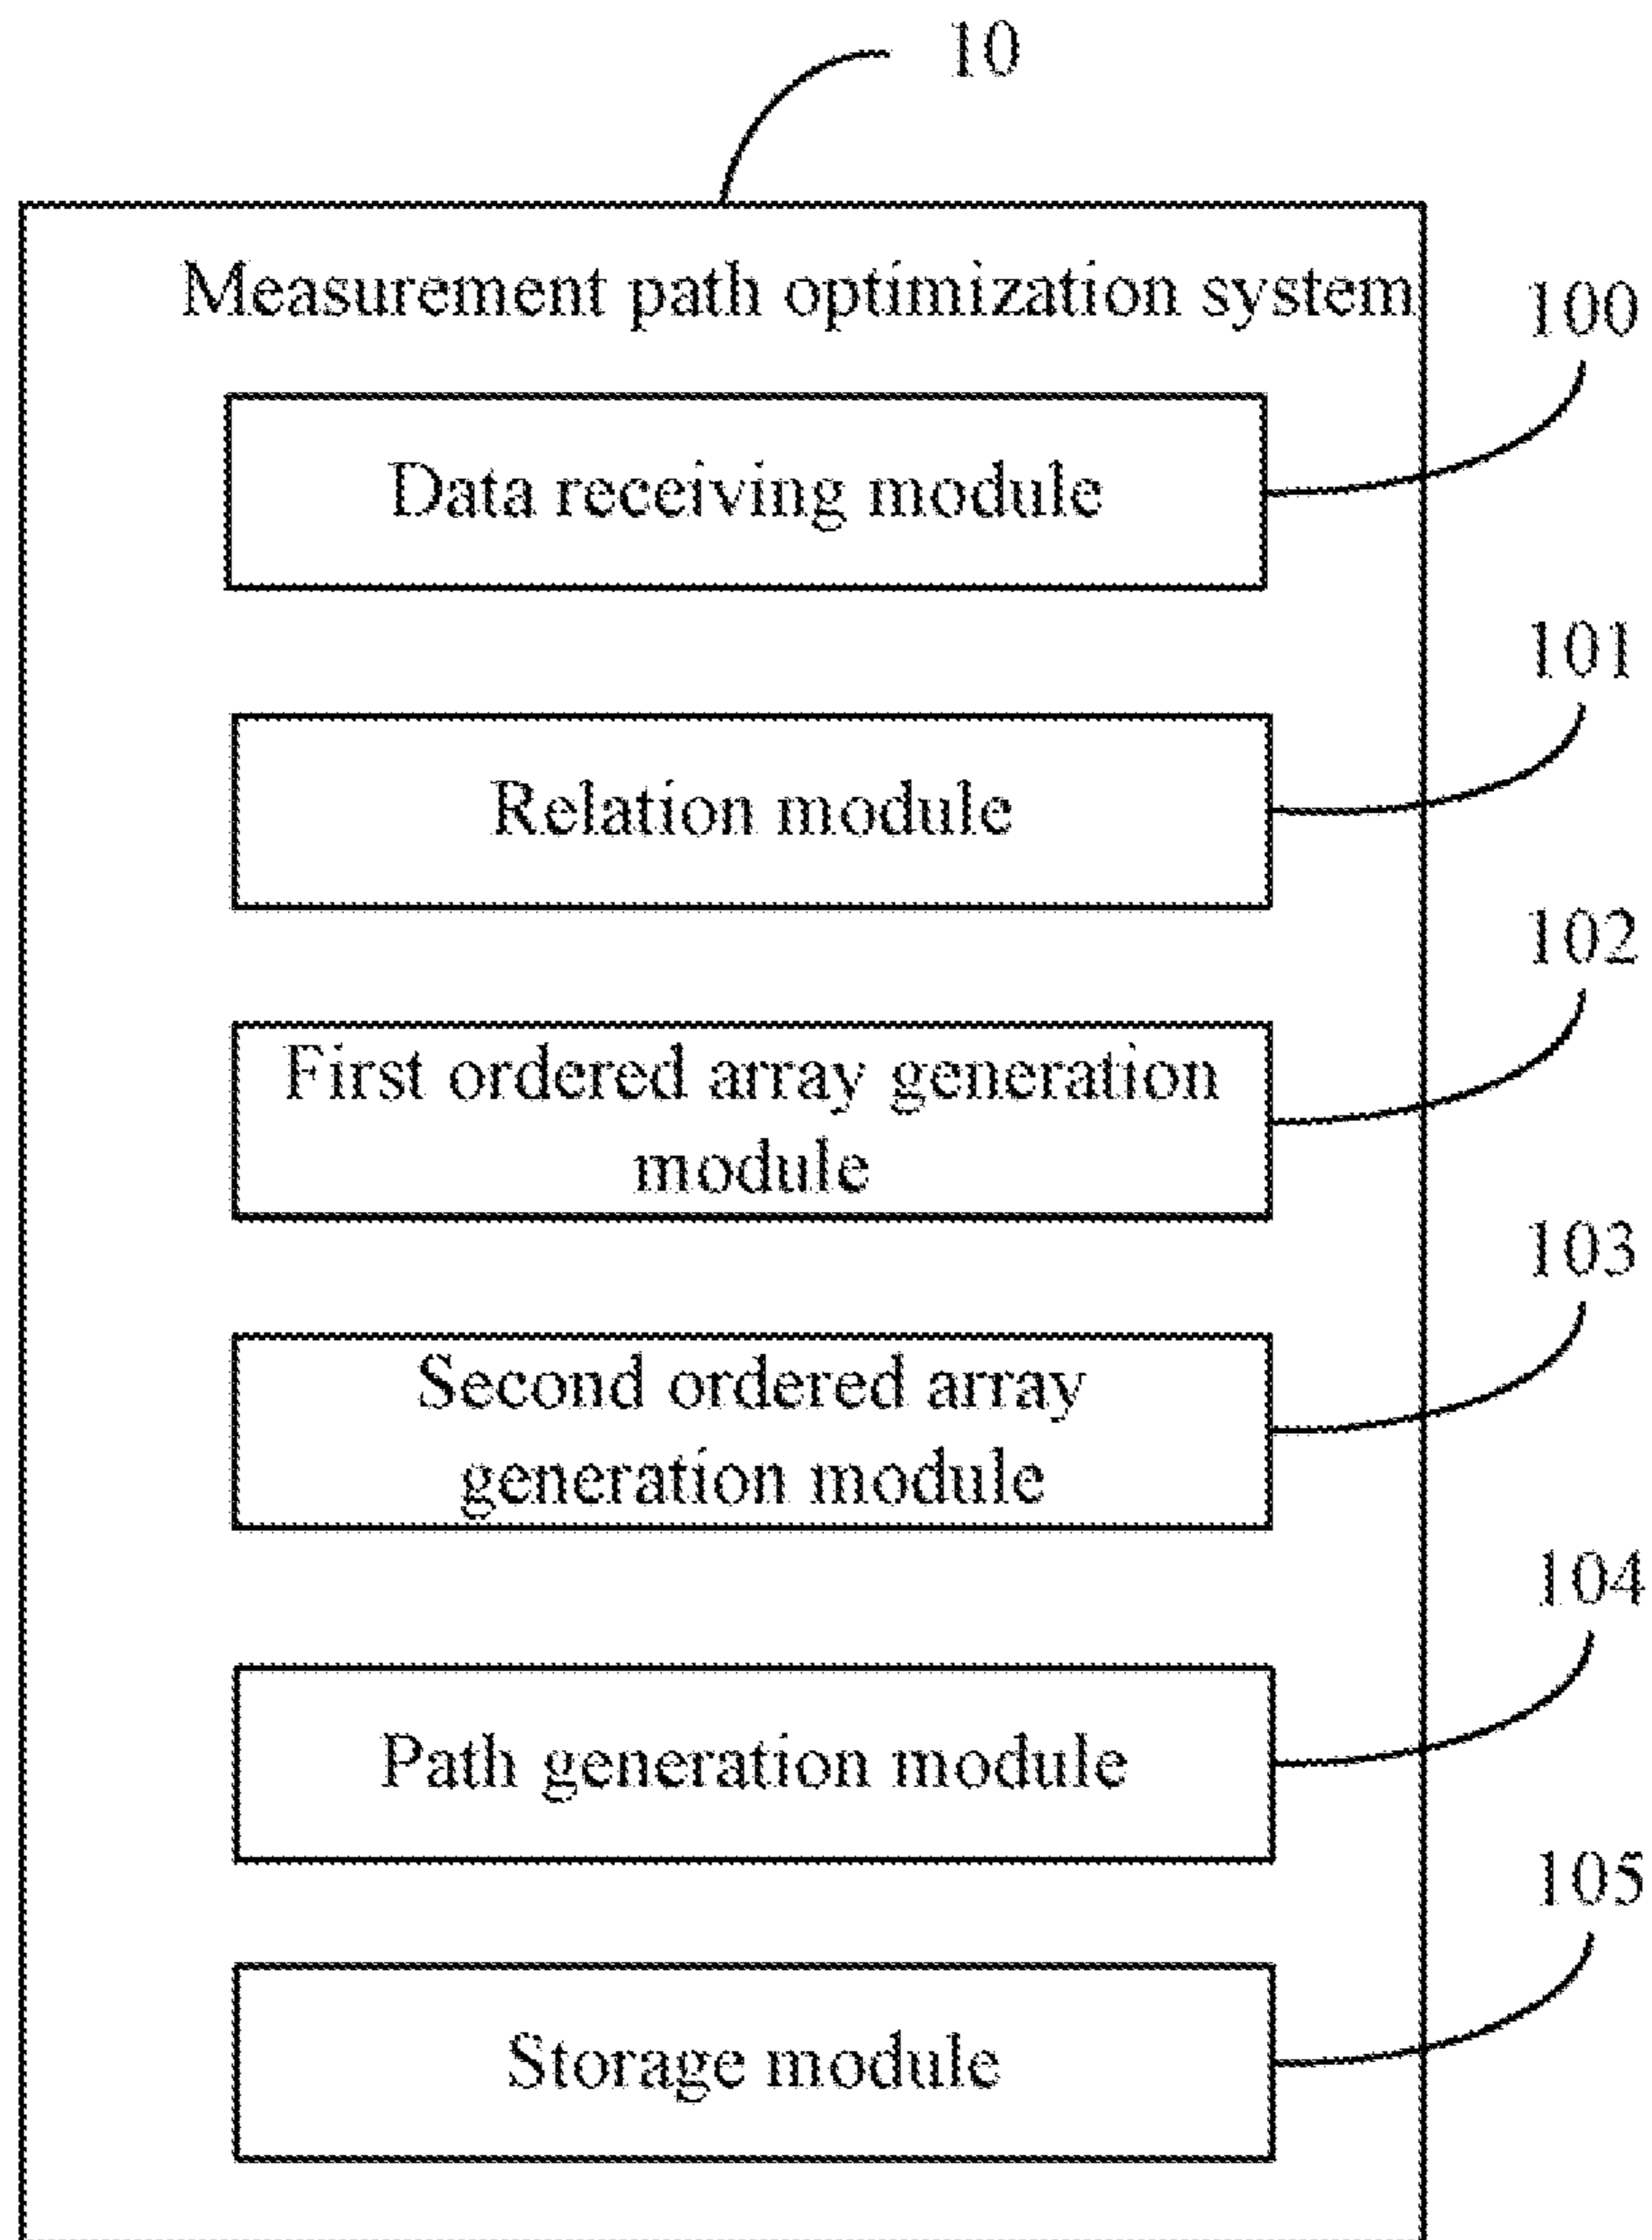 10
Measurement path optimization system
100
Data receiving module
101
Relation module
102
First ordered array generation
module
103
Second ordered array
generation module
104
Path generation module
105
Storage module